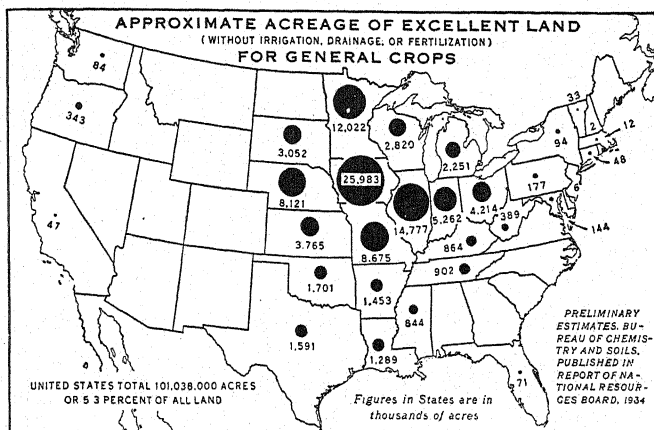 APPROXIMATE ACREAGE OF EXCELLENT LAND
(WITHOUT IRRIGATION, DRAINAGE, OR FERTILIZATION)
FOR GENERAL CROPS
84
343
47
12,022
3,052
2,820
2,251
25,983
8,121
14,777
5,262
4,214
3,765
8,675
864
389
1,701
1,453
902
844
1,591
1,289
71
33
2
12
94
48
177
6
144
PRELIMINARY
ESTIMATES, BU-
REAU OF CHEMIS-
TRY AND SOILS,
PUBLISHED IN
REPORT OF NA-
TIONAL RESOUR-
CES BOARD, 1934
UNITED STATES TOTAL 101,038,000 ACRES
OR 5.3 PERCENT OF ALL LAND
Figures in States are in
thousands of acres